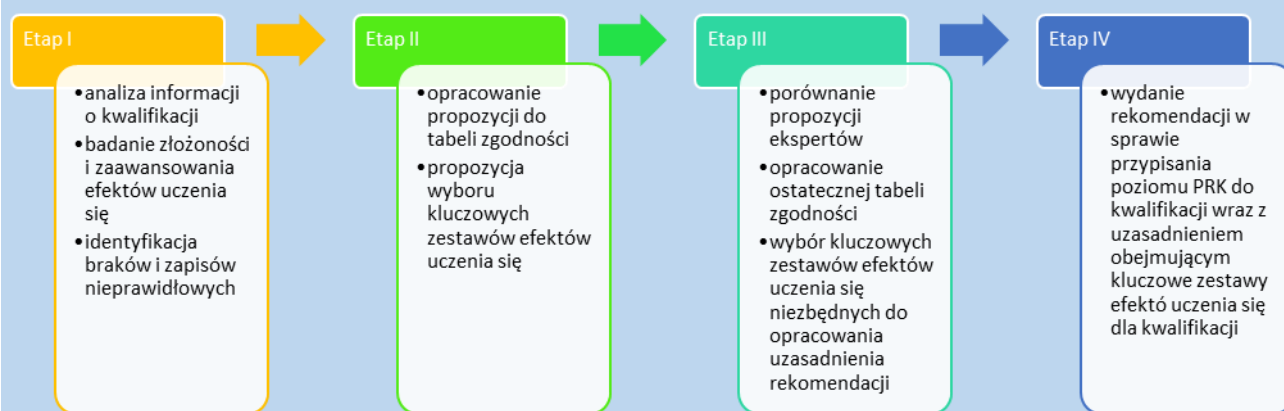 Etap I
•analiza informacji
o kwalifikacji
•badanie złożoności
i zaawansowania
efektów uczenia
się
•identyfikacja
braków i zapisów
nieprawidłowych
Etap II
•opracowanie
propozycji do
tabeli zgodności
•propozycja
wyboru
kluczowych
zestawów efektów
uczenia się
Etap III
•porównanie
propozycji
ekspertów
•opracowanie
ostatecznej tabeli
zgodności
•wybór kluczowych
zestawów efektów
uczenia się
niezbędnych do
opracowania
uzasadnienia
rekomendacji
Etap IV
•wydanie
rekomendacji w
sprawie
przypisania
poziomu PRK do
kwalifikacji wraz z
uzasadnieniem
obejmującym
kluczowe zestawy
efektó uczenia się
dla kwalifikacji